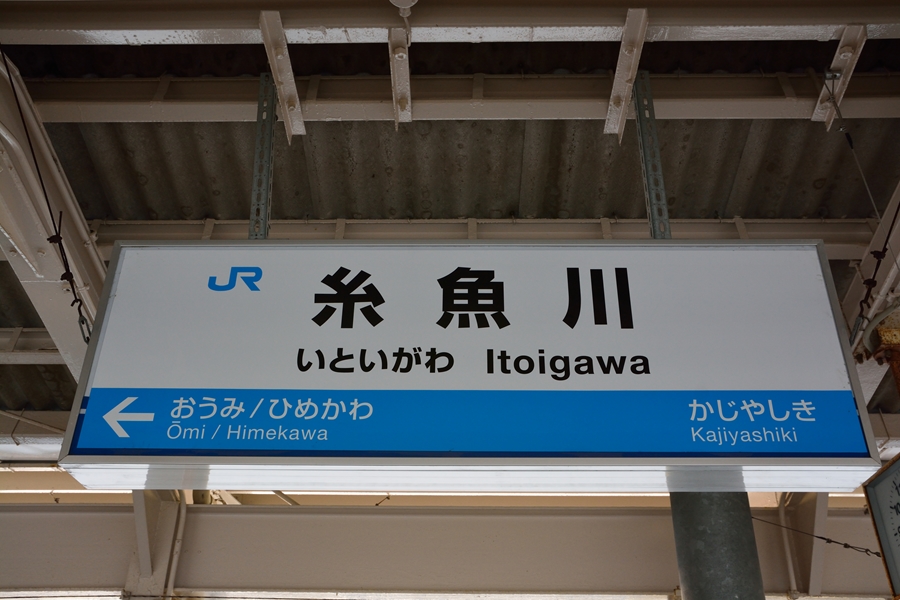 JR 糸魚川
いといがわ Itoigawa
← おうみ/ひめかわ かじやしき
Ōmi / Himekawa Kajiyashiki